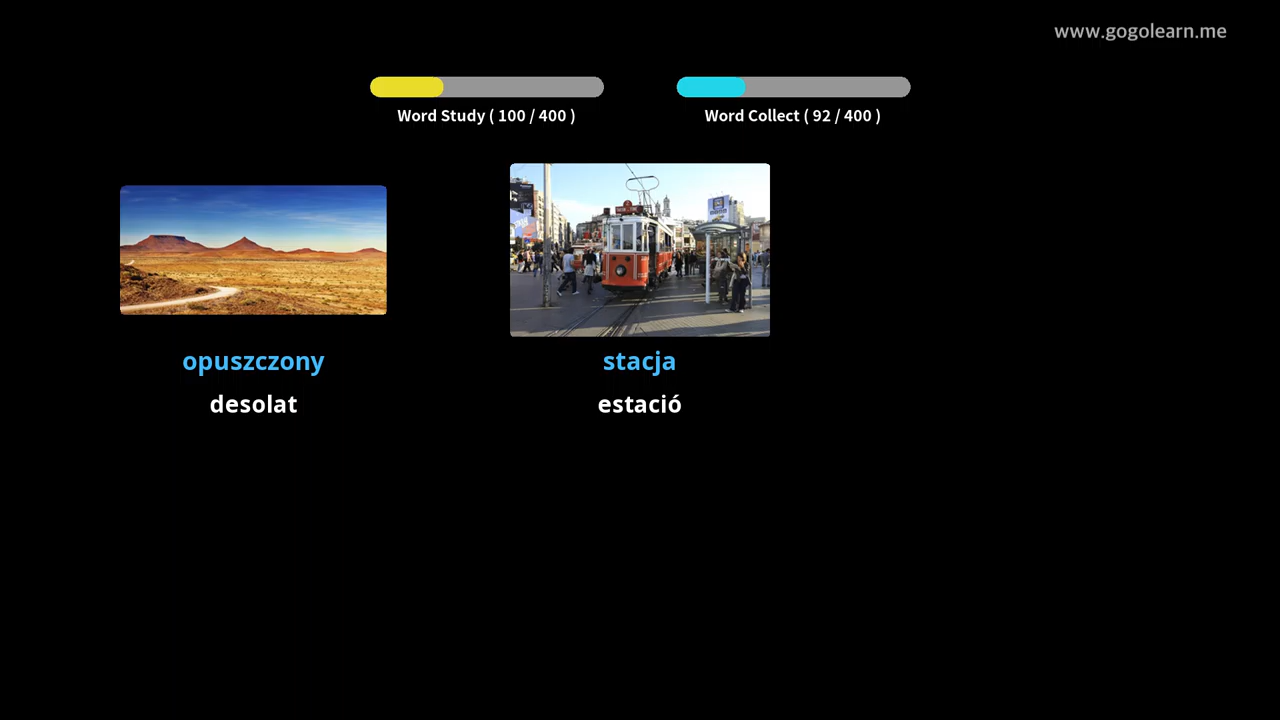 www.gogolearn.me
Word Study ( 100 / 400 )
Word Collect ( 92 / 400 )
opuszczony
desolat
stacja
estació